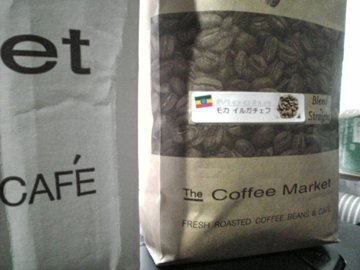 et
CAFÉ
Mocha
モカ イルガチェフ
Blend
Straight
The Coffee Market
FRESH ROASTED COFFEE BEANS & CAFE